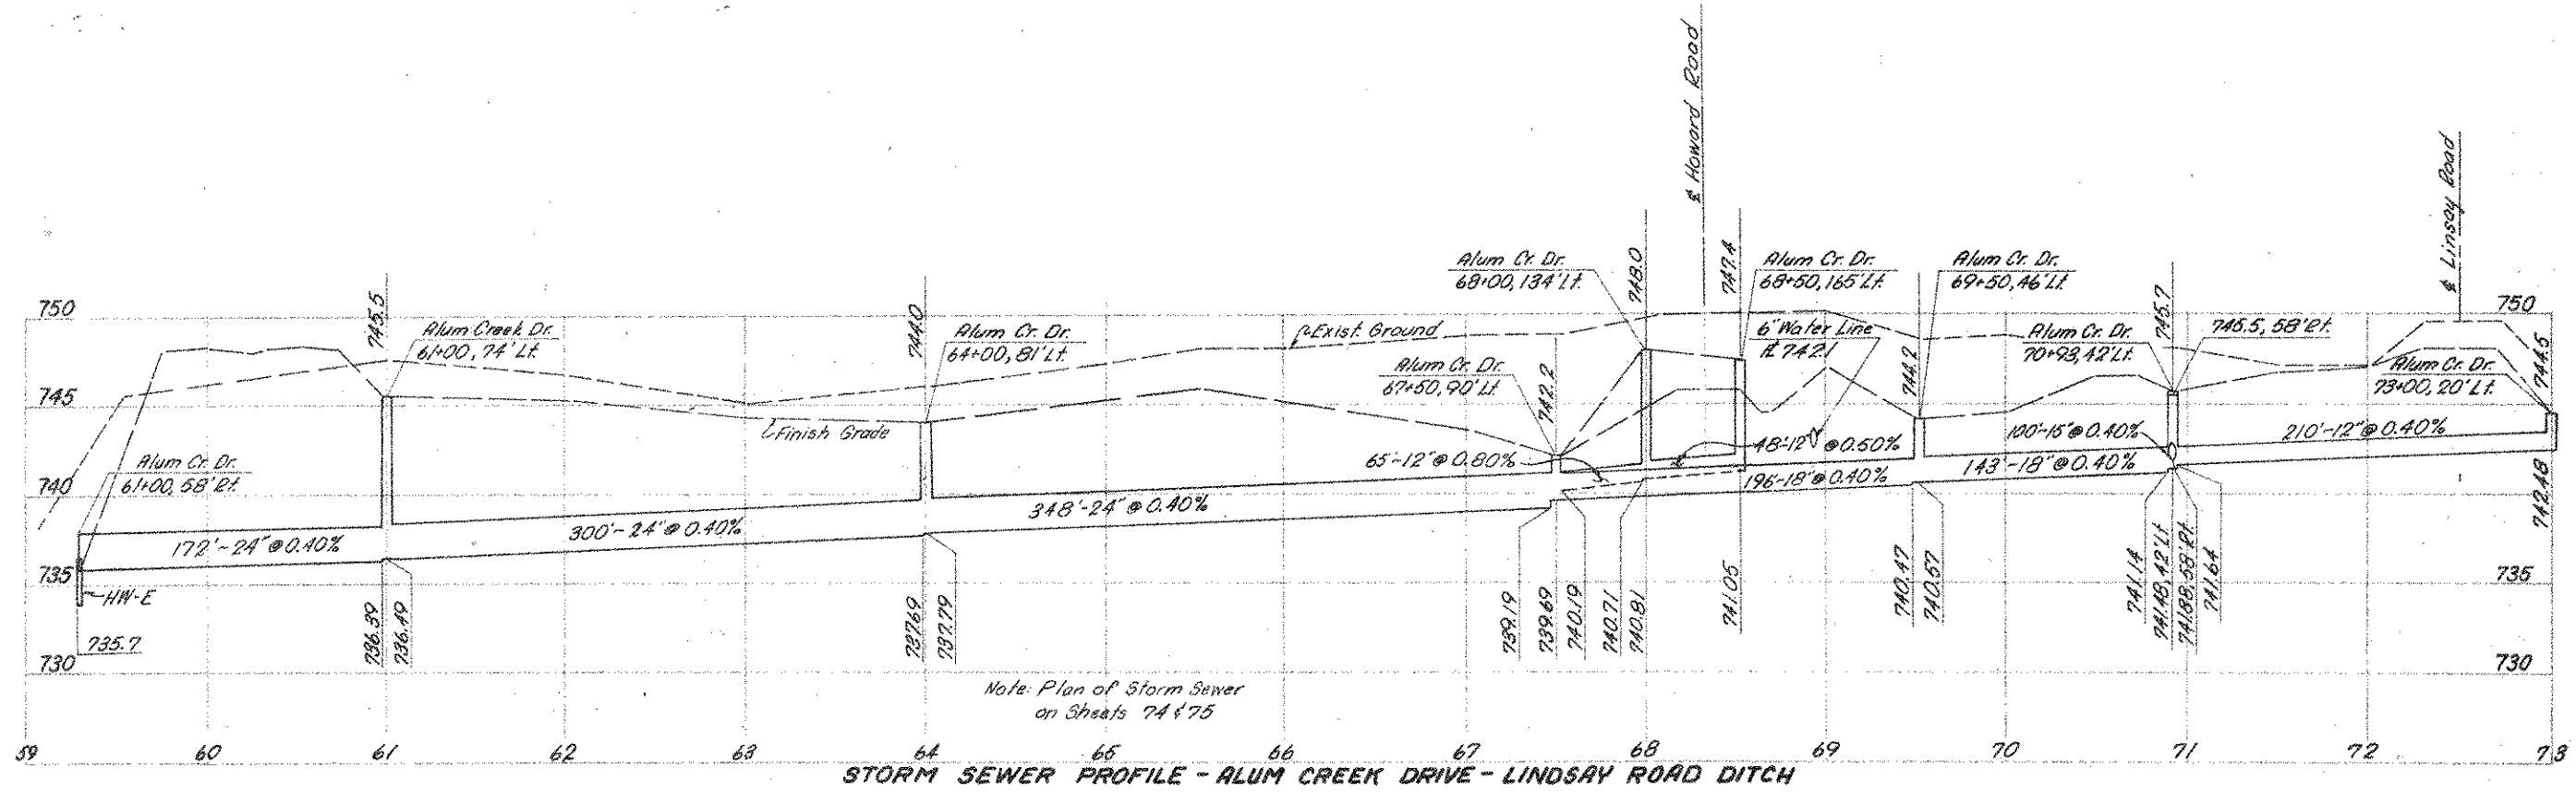 ℄ Howard Road
℄ Linsay Road
Alum Cr. Dr.
68+00, 134' Lt.
748.0
747.4
Alum Cr. Dr.
68+50, 165' Lt.
Alum Cr. Dr.
69+50, 46' Lt.
745.7
745.5, 58' Rt.
750
745.5
Alum Creek Dr.
61+00, 74' Lt.
744.0
Alum Cr. Dr.
64+00, 81' Lt.
Exist. Ground
6" Water Line
742.1
Alum Cr. Dr.
70+93, 42' Lt.
750
Alum Cr. Dr.
67+50, 90' Lt.
742.2
744.2
Alum Cr. Dr.
73+00, 20' Lt.
744.5
745
Finish Grade
65'-12" @ 0.80%
48'-12" @ 0.50%
100'-15" @ 0.40%
210'-12" @ 0.40%
Alum Cr. Dr.
61+00, 58' Rt.
740
172'-24" @ 0.40%
300'-24" @ 0.40%
348'-24" @ 0.40%
196'-18" @ 0.40%
143'-18" @ 0.40%
742.48
735
HW-E
735.7
736.39
736.49
737.69
737.79
739.19
739.69
740.19
740.71
740.81
741.05
740.47
740.57
741.14
741.48, 42' Lt.
741.88, 58' Rt.
741.64
735
730
730
Note: Plan of Storm Sewer
on Sheets 74 & 75
59 60 61 62 63 64 65 66 67 68 69 70 71 72 73
STORM SEWER PROFILE - ALUM CREEK DRIVE - LINDSAY ROAD DITCH